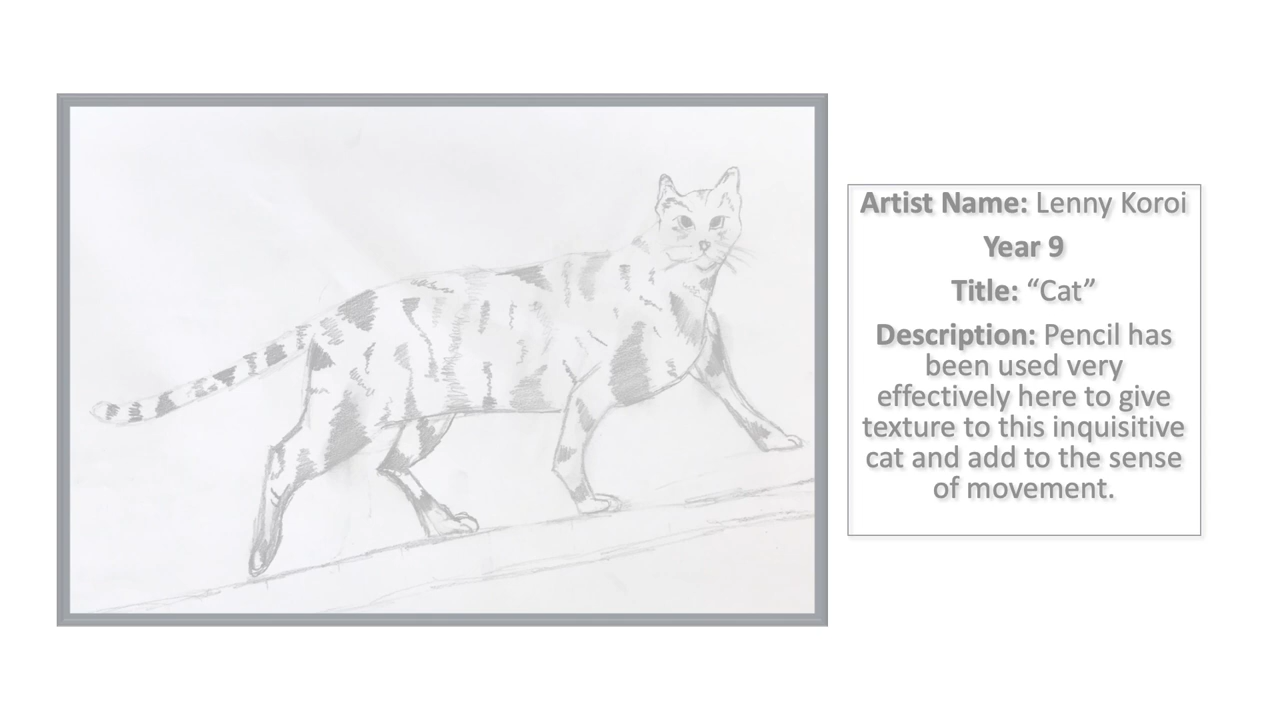 Artist Name: Lenny Koroi
Year 9
Title: “Cat”
Description: Pencil has
been used very
effectively here to give
texture to this inquisitive
cat and add to the sense
of movement.